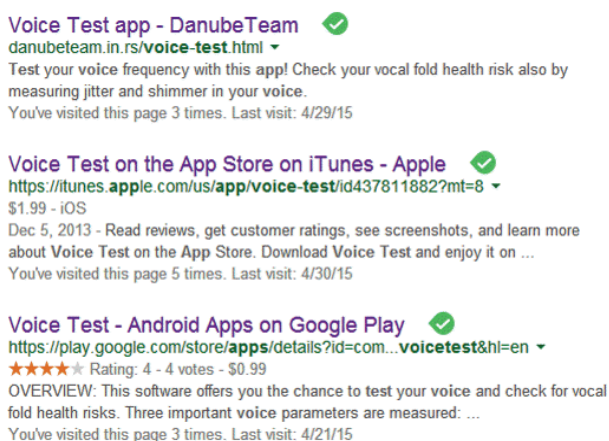 Voice Test app - DanubeTeam
danubeteam.in.rs/voice-test.html
Test your voice frequency with this app! Check your vocal fold health risk also by
measuring jitter and shimmer in your voice.
You've visited this page 3 times. Last visit: 4/29/15
Voice Test on the App Store on iTunes - Apple
https://itunes.apple.com/us/app/voice-test/id437811882?mt=8
$1.99 - iOS
Dec 5, 2013 - Read reviews, get customer ratings, see screenshots, and learn more
about Voice Test on the App Store. Download Voice Test and enjoy it on ...
You've visited this page 5 times. Last visit: 4/30/15
Voice Test - Android Apps on Google Play
https://play.google.com/store/apps/details?id=com...voicetest&hl=en
Rating: 4 - 4 votes - $0.99
OVERVIEW: This software offers you the chance to test your voice and check for vocal
fold health risks. Three important voice parameters are measured: ...
You've visited this page 3 times. Last visit: 4/21/15